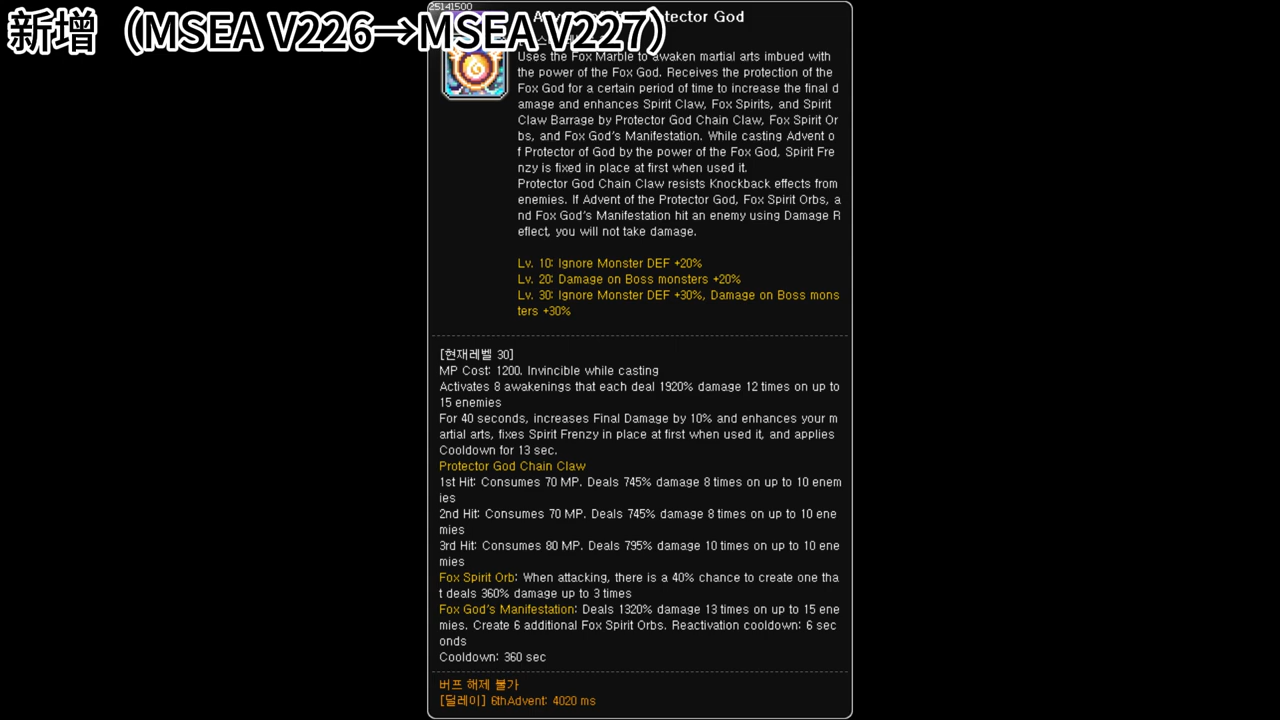 新增（MSEA V226→MSEA V227）
25141500
Protector God
Uses the Fox Marble to awaken martial arts imbued with
the power of the Fox God. Receives the protection of the
Fox God for a certain period of time to increase the final d
amage and enhances Spirit Claw, Fox Spirits, and Spirit
Claw Barrage by Protector God Chain Claw, Fox Spirit Or
bs, and Fox God's Manifestation. While casting Advent o
f Protector of God by the power of the Fox God, Spirit Fre
nzy is fixed in place at first when used it.
Protector God Chain Claw resists Knockback effects from
enemies. If Advent of the Protector God, Fox Spirit Orbs, a
nd Fox God's Manifestation hit an enemy using Damage R
eflect, you will not take damage.
Lv. 10: Ignore Monster DEF +20%
Lv. 20: Damage on Boss monsters +20%
Lv. 30: Ignore Monster DEF +30%, Damage on Boss mons
ters +30%
[현재레벨 30]
MP Cost: 1200. Invincible while casting
Activates 8 awakenings that each deal 1920% damage 12 times on up to
15 enemies
For 40 seconds, increases Final Damage by 10% and enhances your m
artial arts, fixes Spirit Frenzy in place at first when used it, and applies
Cooldown for 13 sec.
Protector God Chain Claw
1st Hit: Consumes 70 MP. Deals 745% damage 8 times on up to 10 enem
ies
2nd Hit: Consumes 70 MP. Deals 745% damage 8 times on up to 10 ene
mies
3rd Hit: Consumes 80 MP. Deals 795% damage 10 times on up to 10 ene
mies
Fox Spirit Orb: When attacking, there is a 40% chance to create one tha
t deals 360% damage up to 3 times
Fox God's Manifestation: Deals 1320% damage 13 times on up to 15 ene
mies. Create 6 additional Fox Spirit Orbs. Reactivation cooldown: 6 sec
onds
Cooldown: 360 sec
버프 해제 불가
[딜레이] 6thAdvent: 4020 ms